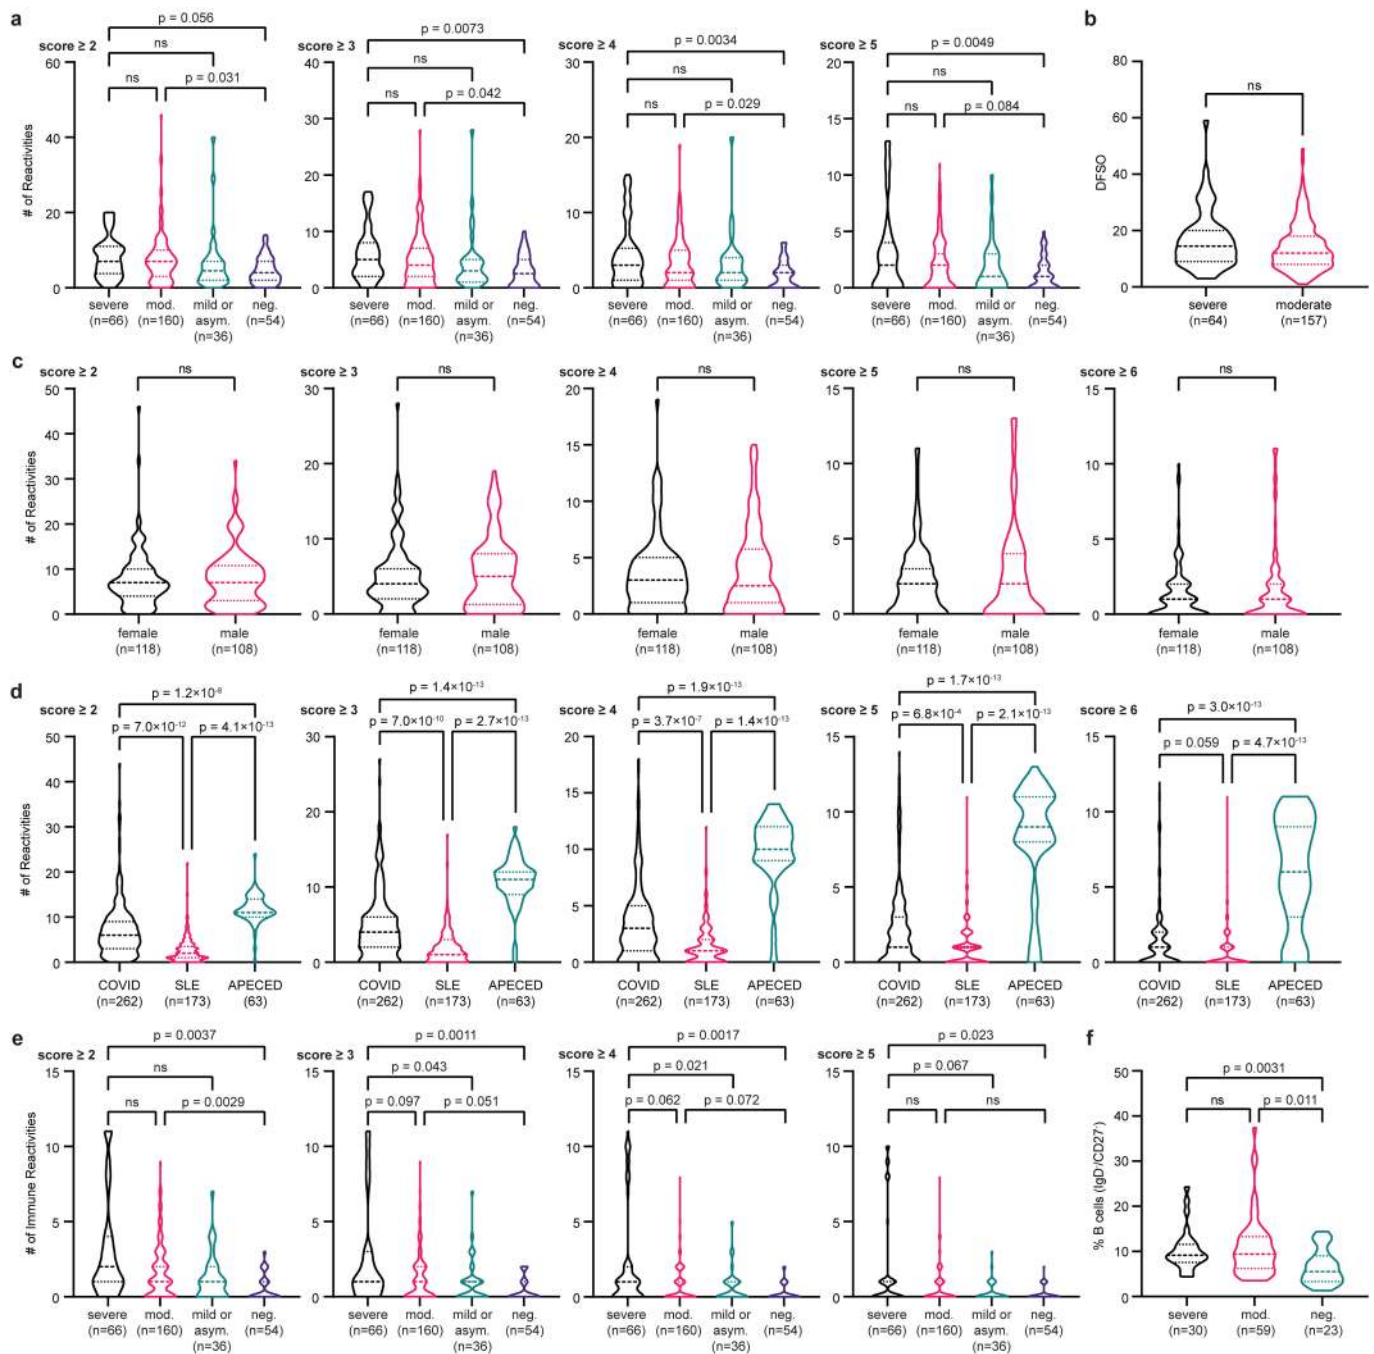 a
score ≥ 2
p = 0.056
ns
ns
p = 0.031
# of Reactivities
60
40
20
0
severe
(n=66)
mod.
(n=160)
mild or
asym.
(n=36)
neg.
(n=54)
score ≥ 3
p = 0.0073
ns
ns
p = 0.042
40
30
20
10
0
severe
(n=66)
mod.
(n=160)
mild or
asym.
(n=36)
neg.
(n=54)
score ≥ 4
p = 0.0034
ns
ns
p = 0.029
30
20
10
0
severe
(n=66)
mod.
(n=160)
mild or
asym.
(n=36)
neg.
(n=54)
score ≥ 5
p = 0.0049
ns
ns
p = 0.084
20
15
10
5
0
severe
(n=66)
mod.
(n=160)
mild or
asym.
(n=36)
neg.
(n=54)
b
ns
DFSO
80
60
40
20
0
severe
(n=64)
moderate
(n=157)
c
score ≥ 2
ns
# of Reactivities
50
40
30
20
10
0
female
(n=118)
male
(n=108)
score ≥ 3
ns
30
20
10
0
female
(n=118)
male
(n=108)
score ≥ 4
ns
20
15
10
5
0
female
(n=118)
male
(n=108)
score ≥ 5
ns
15
10
5
0
female
(n=118)
male
(n=108)
score ≥ 6
ns
15
10
5
0
female
(n=118)
male
(n=108)
d
score ≥ 2
p = 1.2×10⁻⁸
p = 7.0×10⁻¹²
p = 4.1×10⁻¹³
# of Reactivities
50
40
30
20
10
0
COVID
(n=262)
SLE
(n=173)
APECED
(63)
score ≥ 3
p = 1.4×10⁻¹³
p = 7.0×10⁻¹⁰
p = 2.7×10⁻¹³
30
20
10
0
COVID
(n=262)
SLE
(n=173)
APECED
(63)
score ≥ 4
p = 1.9×10⁻¹³
p = 3.7×10⁻⁷
p = 1.4×10⁻¹³
20
15
10
5
0
COVID
(n=262)
SLE
(n=173)
APECED
(63)
score ≥ 5
p = 1.7×10⁻¹³
p = 6.8×10⁻⁴
p = 2.1×10⁻¹³
15
10
5
0
COVID
(n=262)
SLE
(n=173)
APECED
(63)
score ≥ 6
p = 3.0×10⁻¹³
p = 0.059
p = 4.7×10⁻¹³
15
10
5
0
COVID
(n=262)
SLE
(n=173)
APECED
(63)
e
score ≥ 2
p = 0.0037
ns
ns
p = 0.0029
# of Immune Reactivities
15
10
5
0
severe
(n=66)
mod.
(n=160)
mild or
asym.
(n=36)
neg.
(n=54)
score ≥ 3
p = 0.0011
p = 0.043
p = 0.097
p = 0.051
15
10
5
0
severe
(n=66)
mod.
(n=160)
mild or
asym.
(n=36)
neg.
(n=54)
score ≥ 4
p = 0.0017
p = 0.021
p = 0.062
p = 0.072
15
10
5
0
severe
(n=66)
mod.
(n=160)
mild or
asym.
(n=36)
neg.
(n=54)
score ≥ 5
p = 0.023
p = 0.067
ns
ns
15
10
5
0
severe
(n=66)
mod.
(n=160)
mild or
asym.
(n=36)
neg.
(n=54)
f
p = 0.0031
ns
p = 0.011
% B cells (IgD⁻/CD27⁻)
50
40
30
20
10
0
severe
(n=30)
mod.
(n=59)
neg.
(n=23)